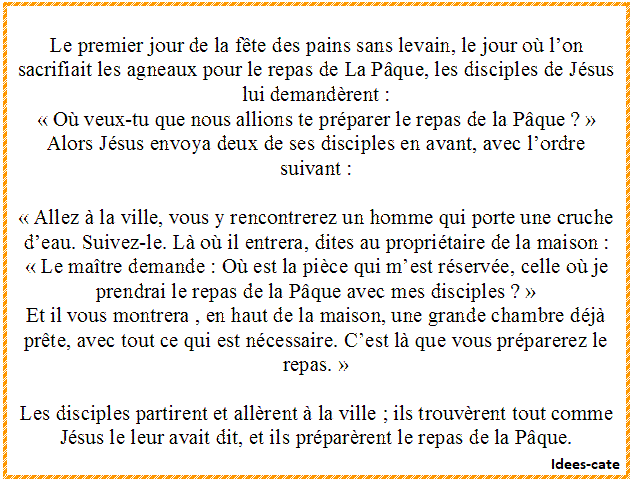 Le premier jour de la fête des pains sans levain, le jour où l’on
sacrifiait les agneaux pour le repas de La Pâque, les disciples de Jésus
lui demandèrent :
« Où veux-tu que nous allions te préparer le repas de la Pâque ? »
Alors Jésus envoya deux de ses disciples en avant, avec l’ordre
suivant :
« Allez à la ville, vous y rencontrerez un homme qui porte une cruche
d’eau. Suivez-le. Là où il entrera, dites au propriétaire de la maison :
« Le maître demande : Où est la pièce qui m’est réservée, celle où je
prendrai le repas de la Pâque avec mes disciples ? »
Et il vous montrera , en haut de la maison, une grande chambre déjà
prête, avec tout ce qui est nécessaire. C’est là que vous préparerez le
repas. »
Les disciples partirent et allèrent à la ville ; ils trouvèrent tout comme
Jésus le leur avait dit, et ils préparèrent le repas de la Pâque.
Idees-cate